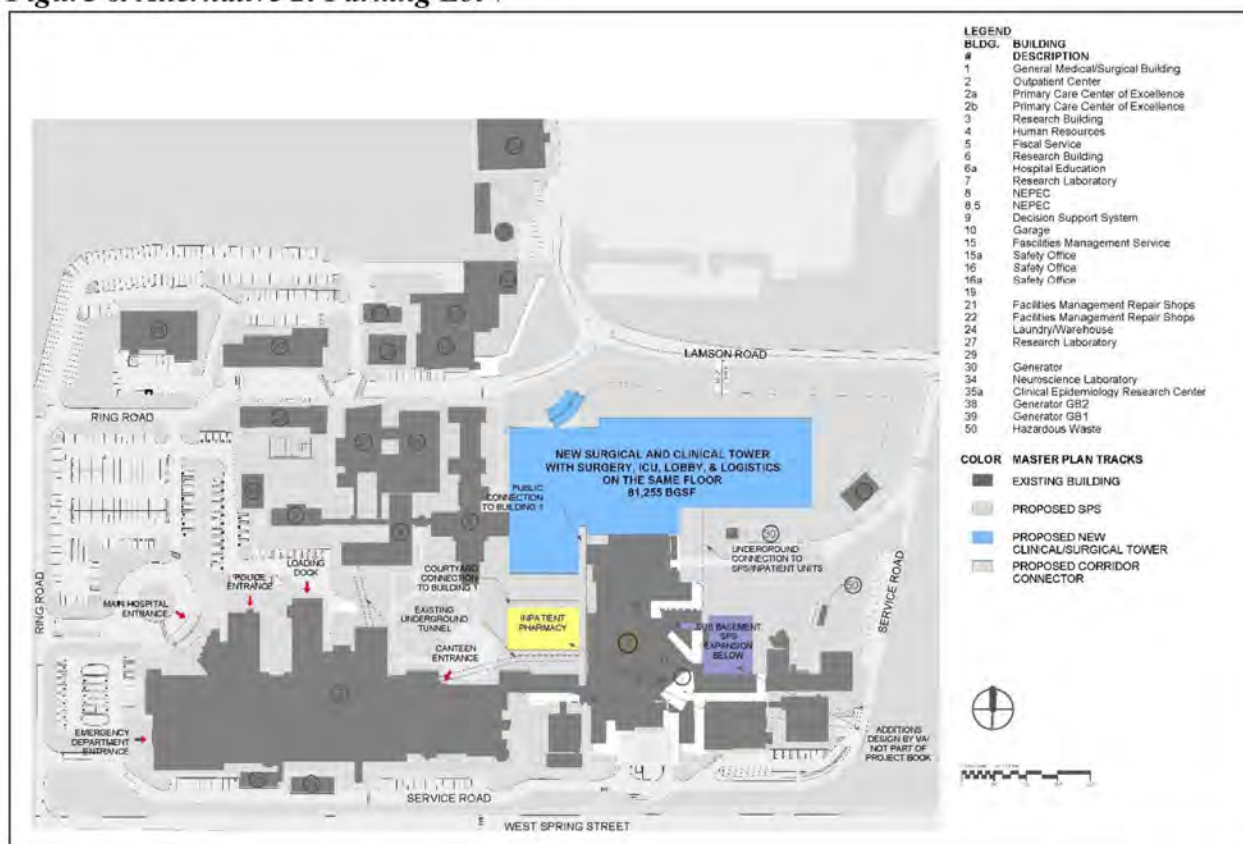 LEGEND
BLDG. BUILDING
# DESCRIPTION
1 General Medical/Surgical Building
2 Outpatient Center
2a Primary Care Center of Excellence
2b Primary Care Center of Excellence
3 Research Building
4 Human Resources
5 Fiscal Service
6 Research Building
6a Hospital Education
7 Research Laboratory
8 NEPEC
8.5 NEPEC
9 Decision Support System
10 Garage
15 Fascilities Management Service
15a Safety Office
16 Safety Office
16a Safety Office
19
21 Facilities Management Repair Shops
22 Facilities Management Repair Shops
24 Laundry/Warehouse
27 Research Laboratory
29
30 Generator
34 Neuroscience Laboratory
35a Clinical Epidemiology Research Center
38 Generator GB2
39 Generator GB1
50 Hazardous Waste
COLOR MASTER PLAN TRACKS
EXISTING BUILDING
PROPOSED SPS
PROPOSED NEW
CLINICAL/SURGICAL TOWER
PROPOSED CORRIDOR
CONNECTOR
LAMSON ROAD
RING ROAD
NEW SURGICAL AND CLINICAL TOWER
WITH SURGERY, ICU, LOBBY, & LOGISTICS
ON THE SAME FLOOR
81,255 BGSF
PUBLIC
CONNECTION
TO BUILDING 1
UNDERGROUND
CONNECTION TO
SPS/INPATIENT UNITS
LOADING
DOCK
POLICE
ENTRANCE
MAIN HOSPITAL
ENTRANCE
COURTYARD
CONNECTION
TO BUILDING 1
EXISTING
UNDERGROUND
TUNNEL
INPATIENT
PHARMACY
CANTEEN
ENTRANCE
SUB BASEMENT
SPS
EXPANSION
BELOW
RING ROAD
SERVICE ROAD
EMERGENCY
DEPARTMENT
ENTRANCE
ADDITIONS
DESIGN BY VA/
NOT PART OF
PROJECT BOOK
SERVICE ROAD
WEST SPRING STREET